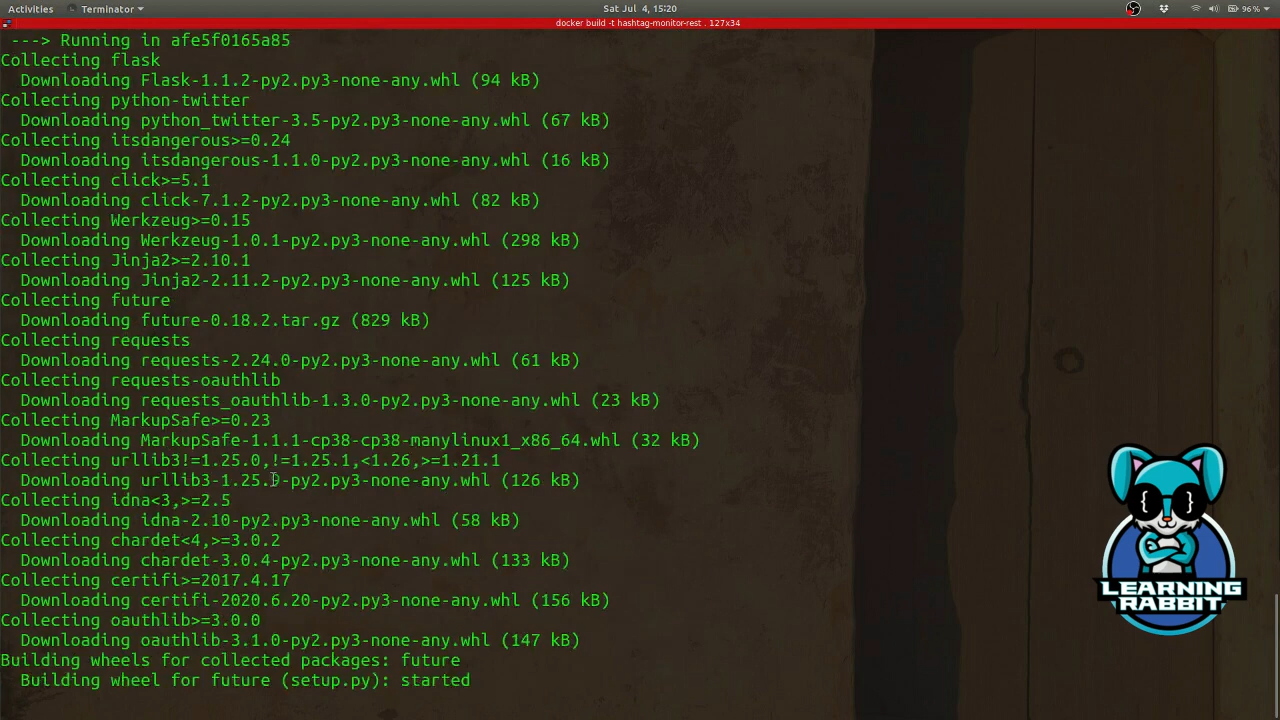 Activities
Terminator
Sat Jul 4, 15:20
96%
docker build -t hashtag-monitor-rest . 127x34
---> Running in afe5f0165a85
Collecting flask
Downloading Flask-1.1.2-py2.py3-none-any.whl (94 kB)
Collecting python-twitter
Downloading python_twitter-3.5-py2.py3-none-any.whl (67 kB)
Collecting itsdangerous>=0.24
Downloading itsdangerous-1.1.0-py2.py3-none-any.whl (16 kB)
Collecting click>=5.1
Downloading click-7.1.2-py2.py3-none-any.whl (82 kB)
Collecting Werkzeug>=0.15
Downloading Werkzeug-1.0.1-py2.py3-none-any.whl (298 kB)
Collecting Jinja2>=2.10.1
Downloading Jinja2-2.11.2-py2.py3-none-any.whl (125 kB)
Collecting future
Downloading future-0.18.2.tar.gz (829 kB)
Collecting requests
Downloading requests-2.24.0-py2.py3-none-any.whl (61 kB)
Collecting requests-oauthlib
Downloading requests_oauthlib-1.3.0-py2.py3-none-any.whl (23 kB)
Collecting MarkupSafe>=0.23
Downloading MarkupSafe-1.1.1-cp38-cp38-manylinux1_x86_64.whl (32 kB)
Collecting urllib3!=1.25.0,!=1.25.1,<1.26,>=1.21.1
Downloading (126 kB)
Collecting idna<3,>=2.5
Downloading idna-2.10-py2.py3-none-any.whl (58 kB)
Collecting chardet<4,>=3.0.2
Downloading chardet-3.0.4-py2.py3-none-any.whl (133 kB)
Collecting certifi>=2017.4.17
Downloading certifi-2020.6.20-py2.py3-none-any.whl (156 kB)
Collecting oauthlib>=3.0.0
Downloading oauthlib-3.1.0-py2.py3-none-any.whl (147 kB)
Building wheels for collected packages: future
Building wheel for future (setup.py): started
LEARNING
RABBIT